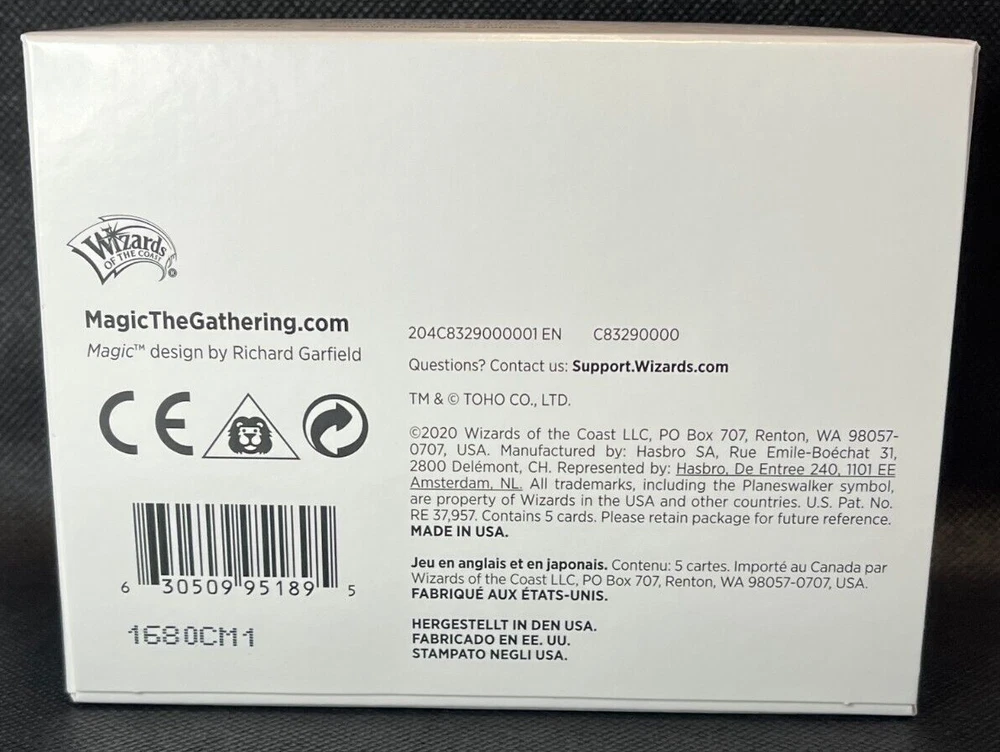 Wizards
OF THE COAST
®
MagicTheGathering.com
Magic™ design by Richard Garfield
CE
6 30509 95189 5
1680CM1
204C8329000001 EN C83290000
Questions? Contact us: Support.Wizards.com
TM & © TOHO CO., LTD.
©2020 Wizards of the Coast LLC, PO Box 707, Renton, WA 98057-
0707, USA. Manufactured by: Hasbro SA, Rue Emile-Boéchat 31,
2800 Delémont, CH. Represented by: Hasbro, De Entree 240, 1101 EE
Amsterdam, NL. All trademarks, including the Planeswalker symbol,
are property of Wizards in the USA and other countries. U.S. Pat. No.
RE 37,957. Contains 5 cards. Please retain package for future reference.
MADE IN USA.
Jeu en anglais et en japonais. Contenu: 5 cartes. Importé au Canada par
Wizards of the Coast LLC, PO Box 707, Renton, WA 98057-0707, USA.
FABRIQUÉ AUX ÉTATS-UNIS.
HERGESTELLT IN DEN USA.
FABRICADO EN EE. UU.
STAMPATO NEGLI USA.